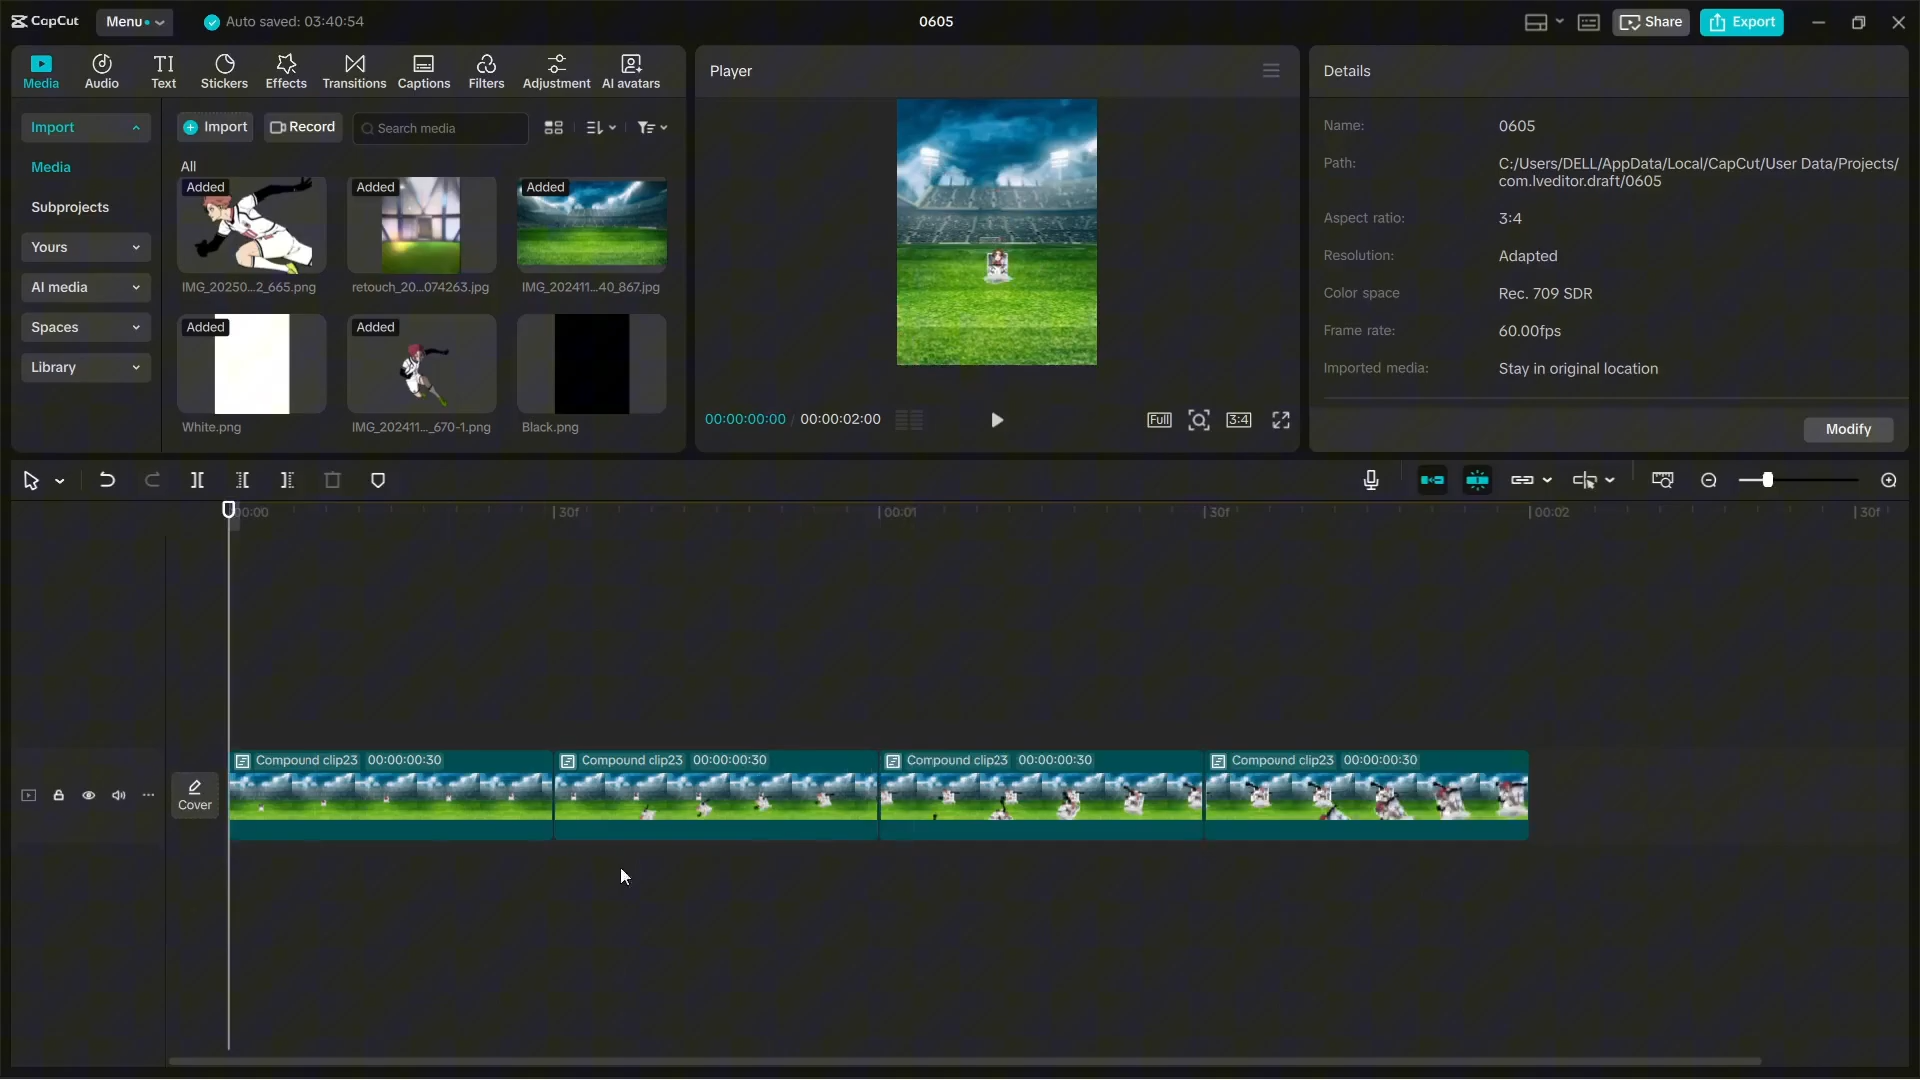 CapCut
Menu
Auto saved: 03:40:54
0605
Share
Export
Media
Audio
Text
Stickers
Effects
Transitions
Captions
Filters
Adjustment
AI avatars
Import
Media
Subprojects
Yours
AI media
Spaces
Library
Import
Record
Search media
All
Added
Added
Added
IMG_20250...2_665.png
retouch_20...074263.jpg
IMG_202411...40_867.jpg
Added
Added
White.png
IMG_202411..._670-1.png
Black.png
Player
00:00:00:00 / 00:00:02:00
Full
3:4
Details
Name: 0605
Path: C:/Users/DELL/AppData/Local/CapCut/User Data/Projects/
com.lveditor.draft/0605
Aspect ratio: 3:4
Resolution: Adapted
Color space Rec. 709 SDR
Frame rate: 60.00fps
Imported media: Stay in original location
Modify
00:00 30f 00:01 30f 00:02 30f
Compound clip23 00:00:00:30 Compound clip23 00:00:00:30 Compound clip23 00:00:00:30 Compound clip23 00:00:00:30
Cover